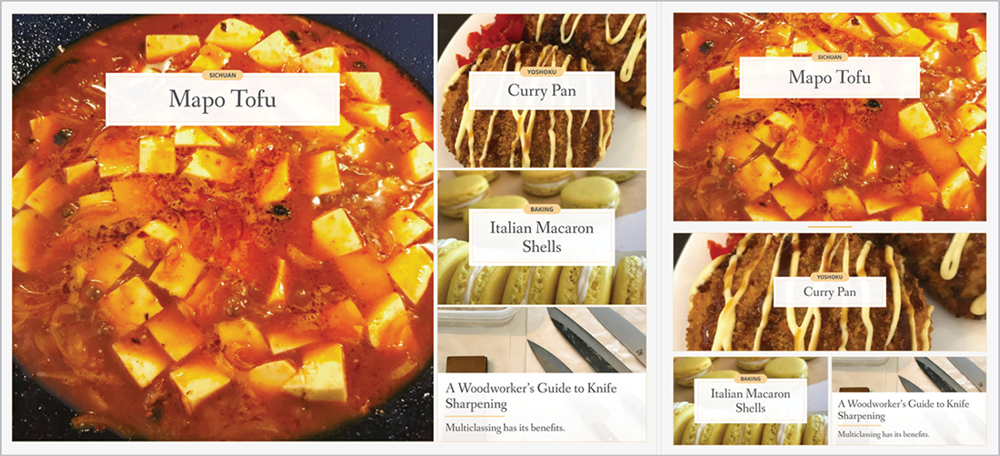 SICHUAN
Mapo Tofu
YOSHOKU
Curry Pan
BAKING
Italian Macaron
Shells
A Woodworker's Guide to Knife
Sharpening
Multiclassing has its benefits.
SICHUAN
Mapo Tofu
YOSHOKU
Curry Pan
BAKING
Italian Macaron
Shells
A Woodworker's Guide to Knife
Sharpening
Multiclassing has its benefits.